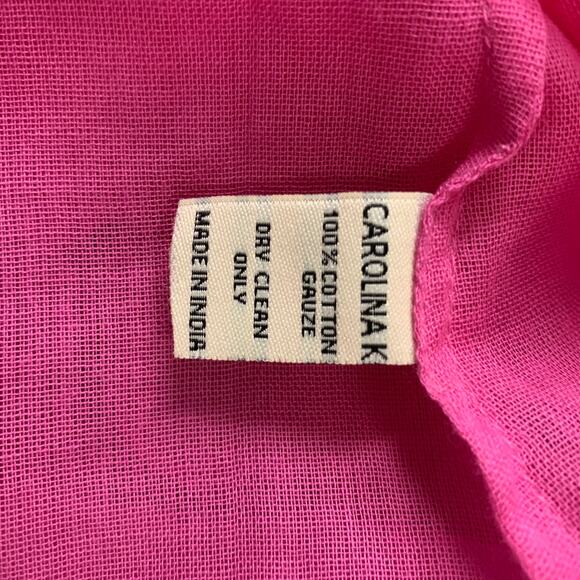 CAROLINA K
100% COTTON
GAUZE
DRY CLEAN
ONLY
MADE IN INDIA